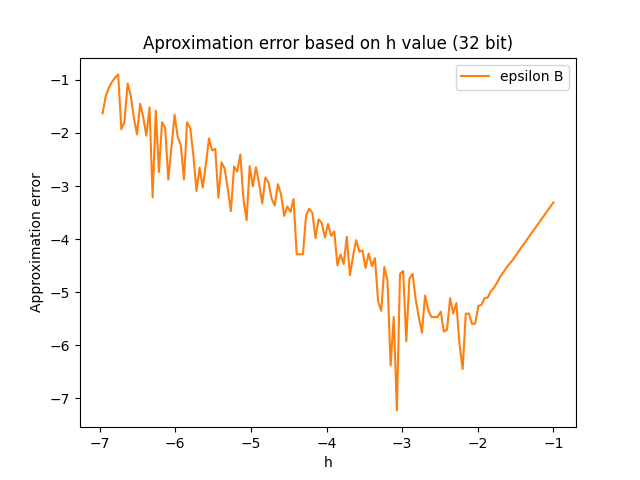 Aproximation error based on h value (32 bit)
epsilon B
Approximation error
−1
−2
−3
−4
−5
−6
−7
−7 −6 −5 −4 −3 −2 −1
h